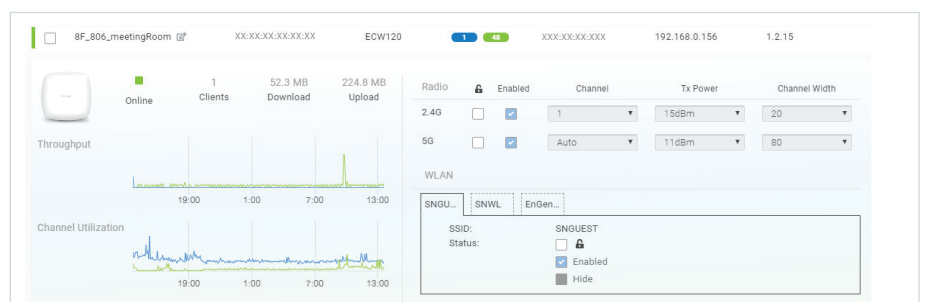 8F_806_meetingRoom XX:XX:XX:XX:XX:XX ECW120 1 48 XXX:XX:XX:XXX 192.168.0.156 1.2.15
1 52.3 MB 224.8 MB
Online Clients Download Upload
Throughput
19:00 1:00 7:00 13:00
Channel Utilization
19:00 1:00 7:00 13:00
Radio Enabled Channel Tx Power Channel Width
2.4G 1 15dBm 20
5G Auto 11dBm 80
WLAN
SNGU... SNWL EnGen...
SSID: SNGUEST
Status:
Enabled
Hide